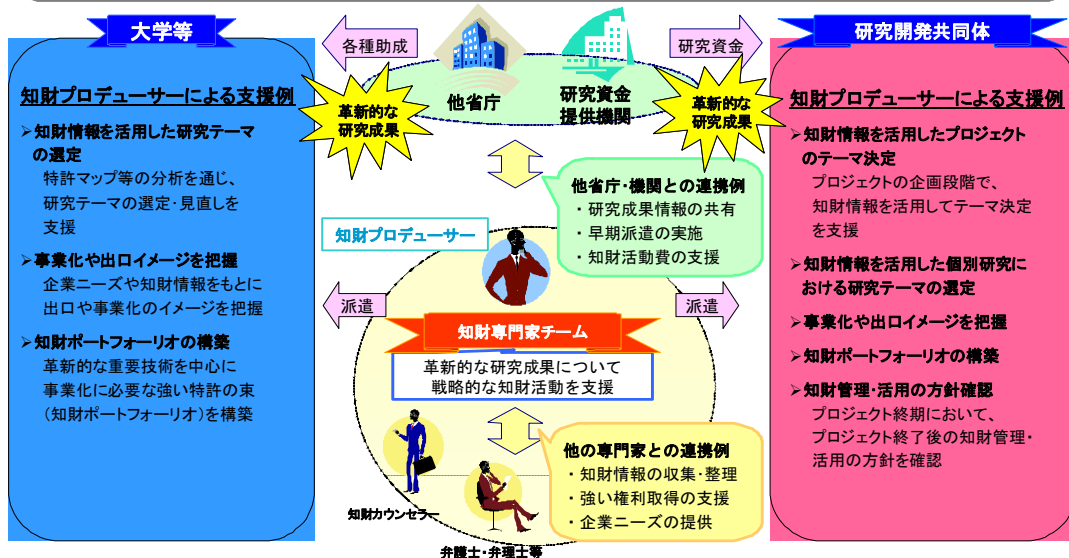 大学等
知財プロデューサーによる支援例
➢知財情報を活用した研究テーマ
の選定
特許マップ等の分析を通じ、
研究テーマの選定・見直しを
支援
➢事業化や出口イメージを把握
企業ニーズや知財情報をもとに
出口や事業化のイメージを把握
➢知財ポートフォーリオの構築
革新的な重要技術を中心に
事業化に必要な強い特許の束
（知財ポートフォーリオ）を構築
各種助成
研究資金
革新的な
研究成果
他省庁
研究資金
提供機関
革新的な
研究成果
他省庁・機関との連携例
・研究成果情報の共有
・早期派遣の実施
・知財活動費の支援
知財プロデューサー
派遣
派遣
知財専門家チーム
革新的な研究成果について
戦略的な知財活動を支援
他の専門家との連携例
・知財情報の収集・整理
・強い権利取得の支援
・企業ニーズの提供
知財カウンセラー
弁護士・弁理士等
研究開発共同体
知財プロデューサーによる支援例
➢知財情報を活用したプロジェクト
のテーマ決定
プロジェクトの企画段階で、
知財情報を活用してテーマ決定
を支援
➢知財情報を活用した個別研究に
おける研究テーマの選定
➢事業化や出口イメージを把握
➢知財ポートフォーリオの構築
➢知財管理・活用の方針確認
プロジェクト終期において、
プロジェクト終了後の知財管理・
活用の方針を確認